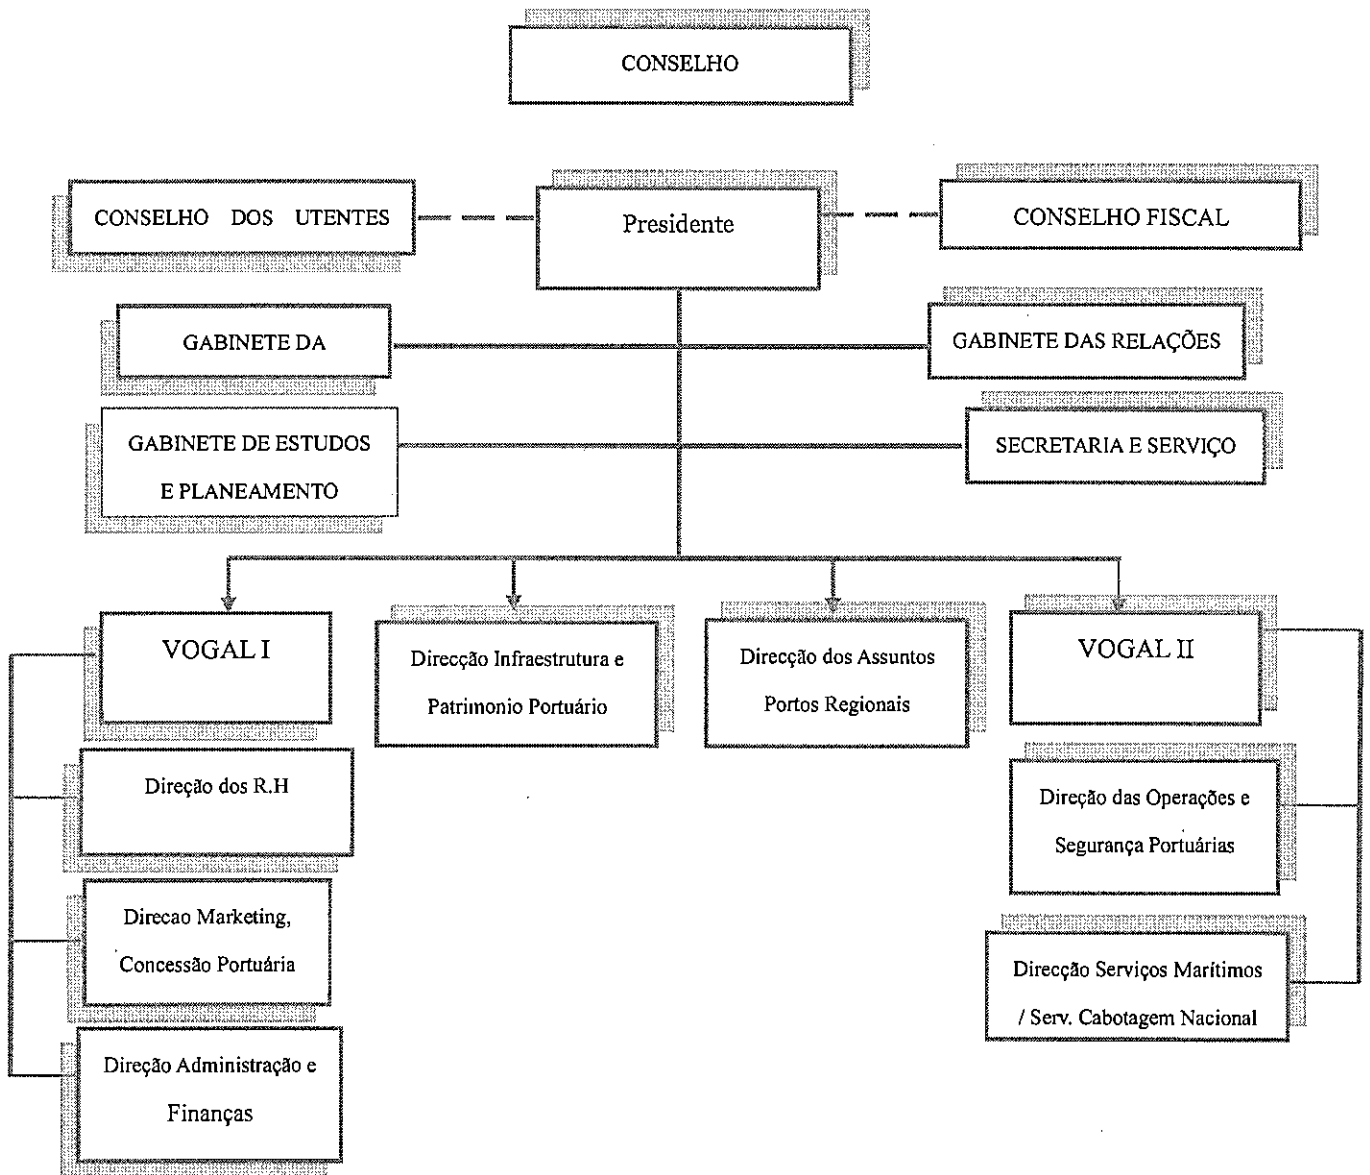 CONSELHO
CONSELHO DOS UTENTES
Presidente
CONSELHO FISCAL
GABINETE DA
GABINETE DAS RELAÇÕES
GABINETE DE ESTUDOS
E PLANEAMENTO
SECRETARIA E SERVIÇO
VOGAL I
Direcção Infraestrutura e
Patrimonio Portuário
Direcção dos Assuntos
Portos Regionais
VOGAL II
Direção dos R.H
Direcao Marketing,
Concessão Portuária
Direção Administração e
Finanças
Direção das Operações e
Segurança Portuárias
Direcção Serviços Marítimos
/ Serv. Cabotagem Nacional